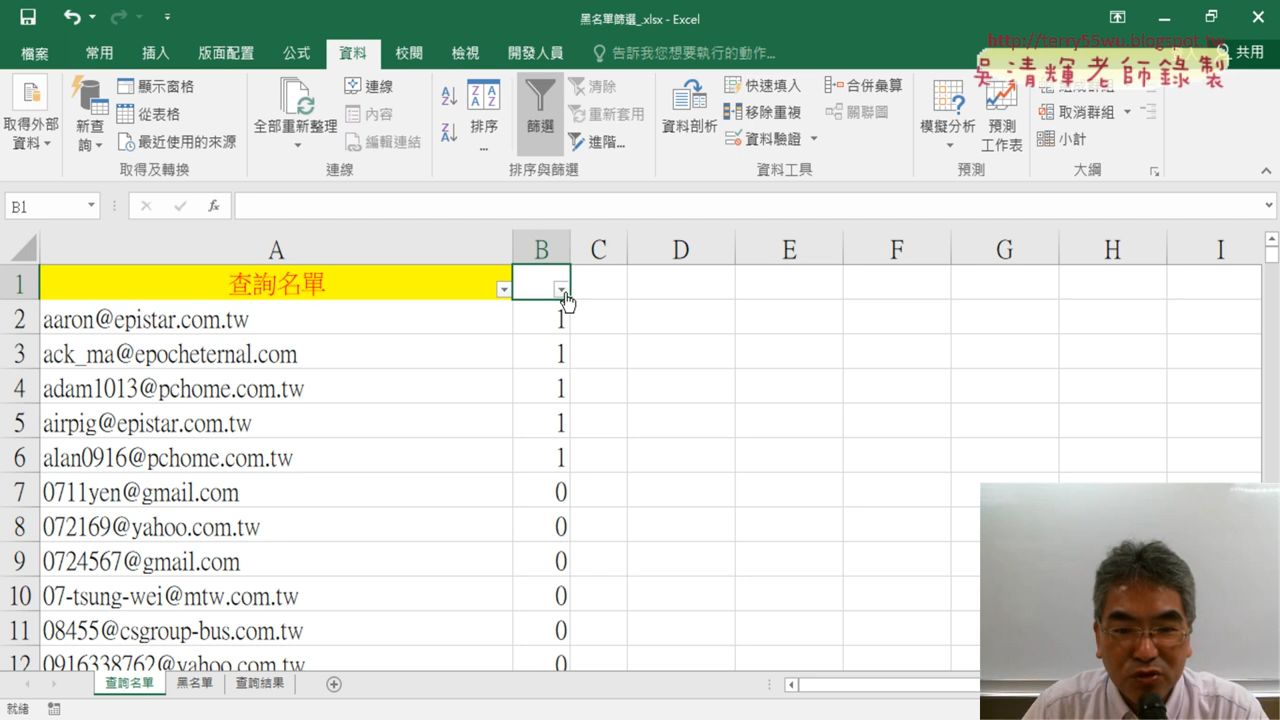 黑名單篩選_.xlsx - Excel
檔案 常用 插入 版面配置 公式 資料 校閱 檢視 開發人員 告訴我您想要執行的動作... 共用
http://terry55wu.blogspot.tw
吳清輝老師錄製
取得外部資料
新查詢
顯示窗格
從表格
最近使用的來源
取得及轉換
全部重新整理
連線
內容
編輯連結
連線
排序...
篩選
清除
重新套用
進階...
排序與篩選
資料剖析
快速填入
移除重複
資料驗證
合併彙算
關聯圖
資料工具
模擬分析
預測工作表
預測
取消群組
小計
大綱
B1
fx
A B C D E F G H I
1 查詢名單
2 aaron@epistar.com.tw 1
3 ack_ma@epocheternal.com 1
4 adam1013@pchome.com.tw 1
5 airpig@epistar.com.tw 1
6 alan0916@pchome.com.tw 1
7 0711yen@gmail.com 0
8 072169@yahoo.com.tw 0
9 0724567@gmail.com 0
10 07-tsung-wei@mtw.com.tw 0
11 08455@csgroup-bus.com.tw 0
12 0916338762@yahoo.com.tw 0
查詢名單 黑名單 查詢結果
就緒